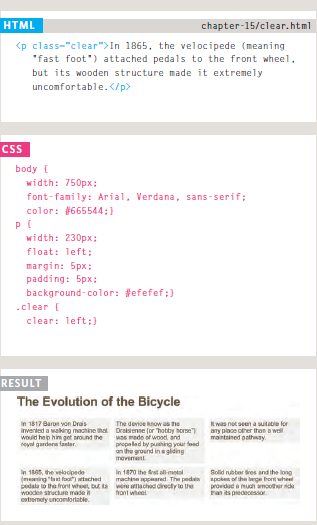 HTML
chapter-15/clear.html
<p class="clear">In 1865, the velocipede (meaning
"fast foot") attached pedals to the front wheel,
but its wooden structure made it extremely
uncomfortable.</p>
CSS
body {
width: 750px;
font-family: Arial, Verdana, sans-serif;
color: #665544;}
p {
width: 230px;
float: left;
margin: 5px;
padding: 5px;
background-color: #efefef;}
.clear {
clear: left;}
RESULT
The Evolution of the Bicycle
In 1817 Baron von Drais
invented a walking machine that
would help him get around the
royal gardens faster.
The device know as the
Draisienne (or "hobby horse")
was made of wood, and
propelled by pushing your feed
on the ground in a gliding
movement.
It was not seen a suitable for
any place other than a well
maintained pathway.
In 1865, the velocipede
(meaning "fast foot") attached
pedals to the front wheel, but its
wooden structure made it
extremely uncomfortable.
In 1870 the first all-metal
machine appeared. The pedals
were attached directly to the
front wheel.
Solid rubber tires and the long
spokes of the large front wheel
provided a much smoother ride
than its predecessor.